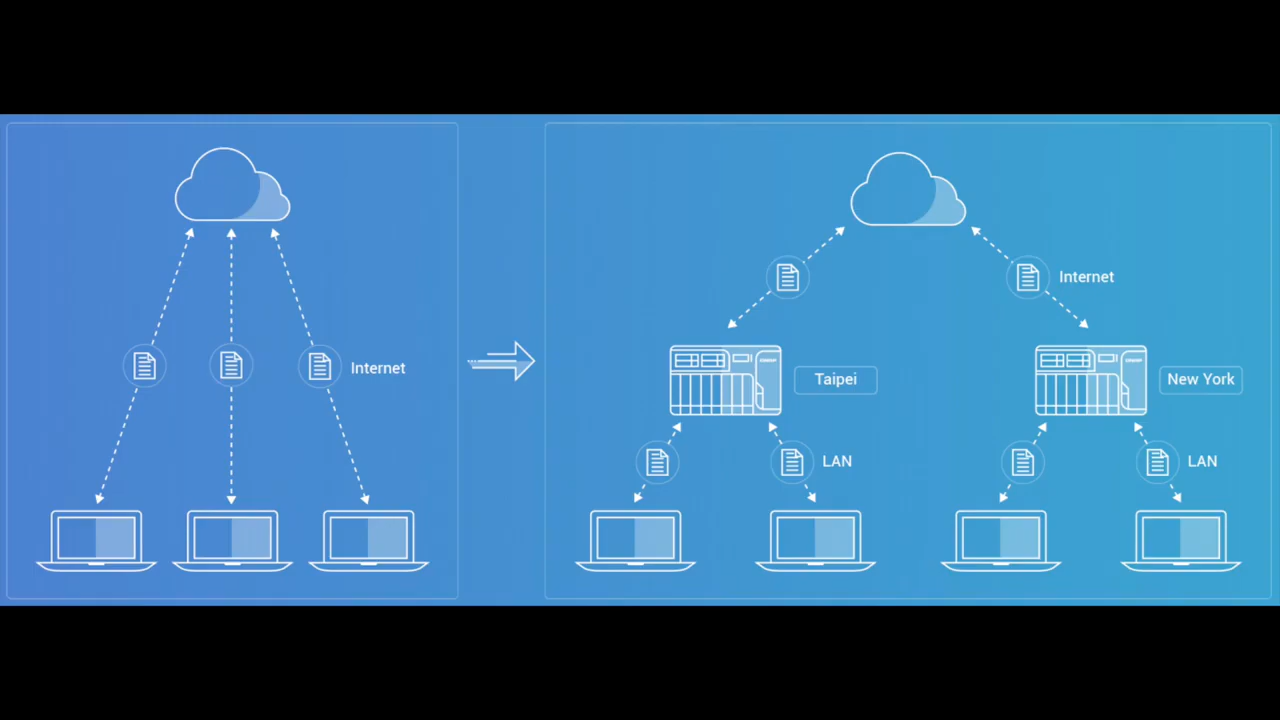 Internet
Internet
Taipei
New York
LAN
LAN